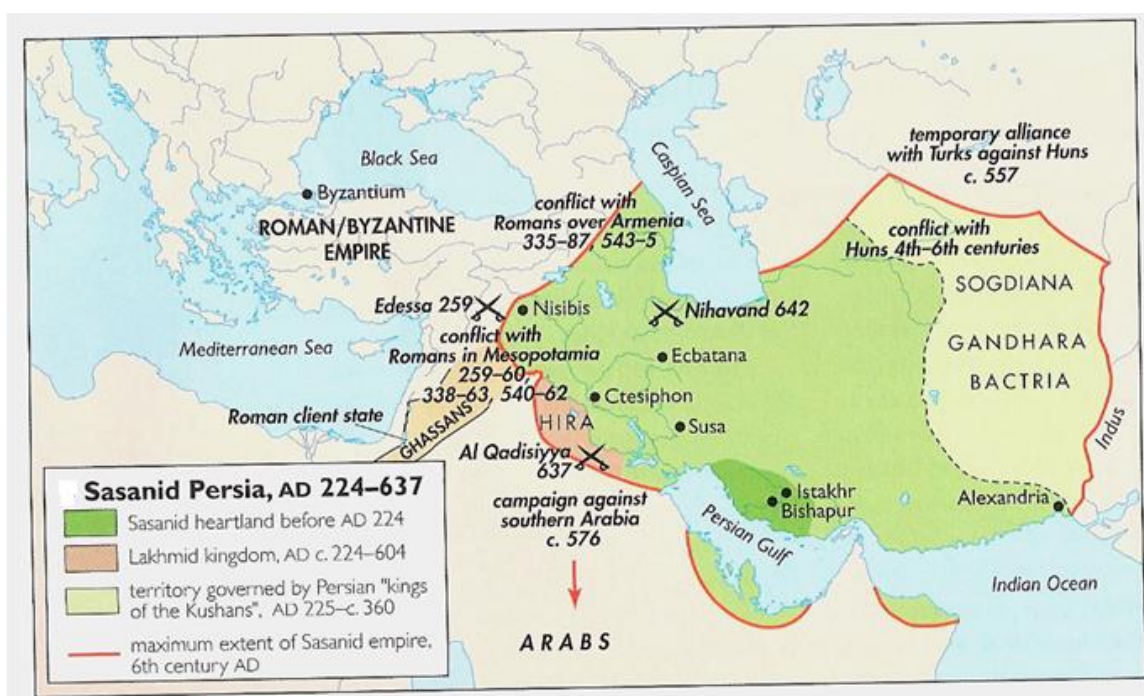 Black Sea
Byzantium
ROMAN/BYZANTINE
EMPIRE
Caspian Sea
temporary alliance
with Turks against Huns
c. 557
conflict with
Romans over Armenia
335–87, 543–5
conflict with
Huns 4th–6th centuries
SOGDIANA
GANDHARA
BACTRIA
Edessa 259
Nisibis
Nihavand 642
Mediterranean Sea
conflict with
Romans in Mesopotamia
259–60,
338–63, 540–62
Ecbatana
Ctesiphon
Roman client state
GHASSANS
HIRA
Susa
Indus
Al Qadisiyya
637
campaign against
southern Arabia
c. 576
Istakhr
Bishapur
Alexandria
Persian Gulf
Indian Ocean
ARABS
Sasanid Persia, AD 224–637
Sasanid heartland before AD 224
Lakhmid kingdom, AD c. 224–604
territory governed by Persian "kings
of the Kushans", AD 225–c. 360
maximum extent of Sasanid empire,
6th century AD